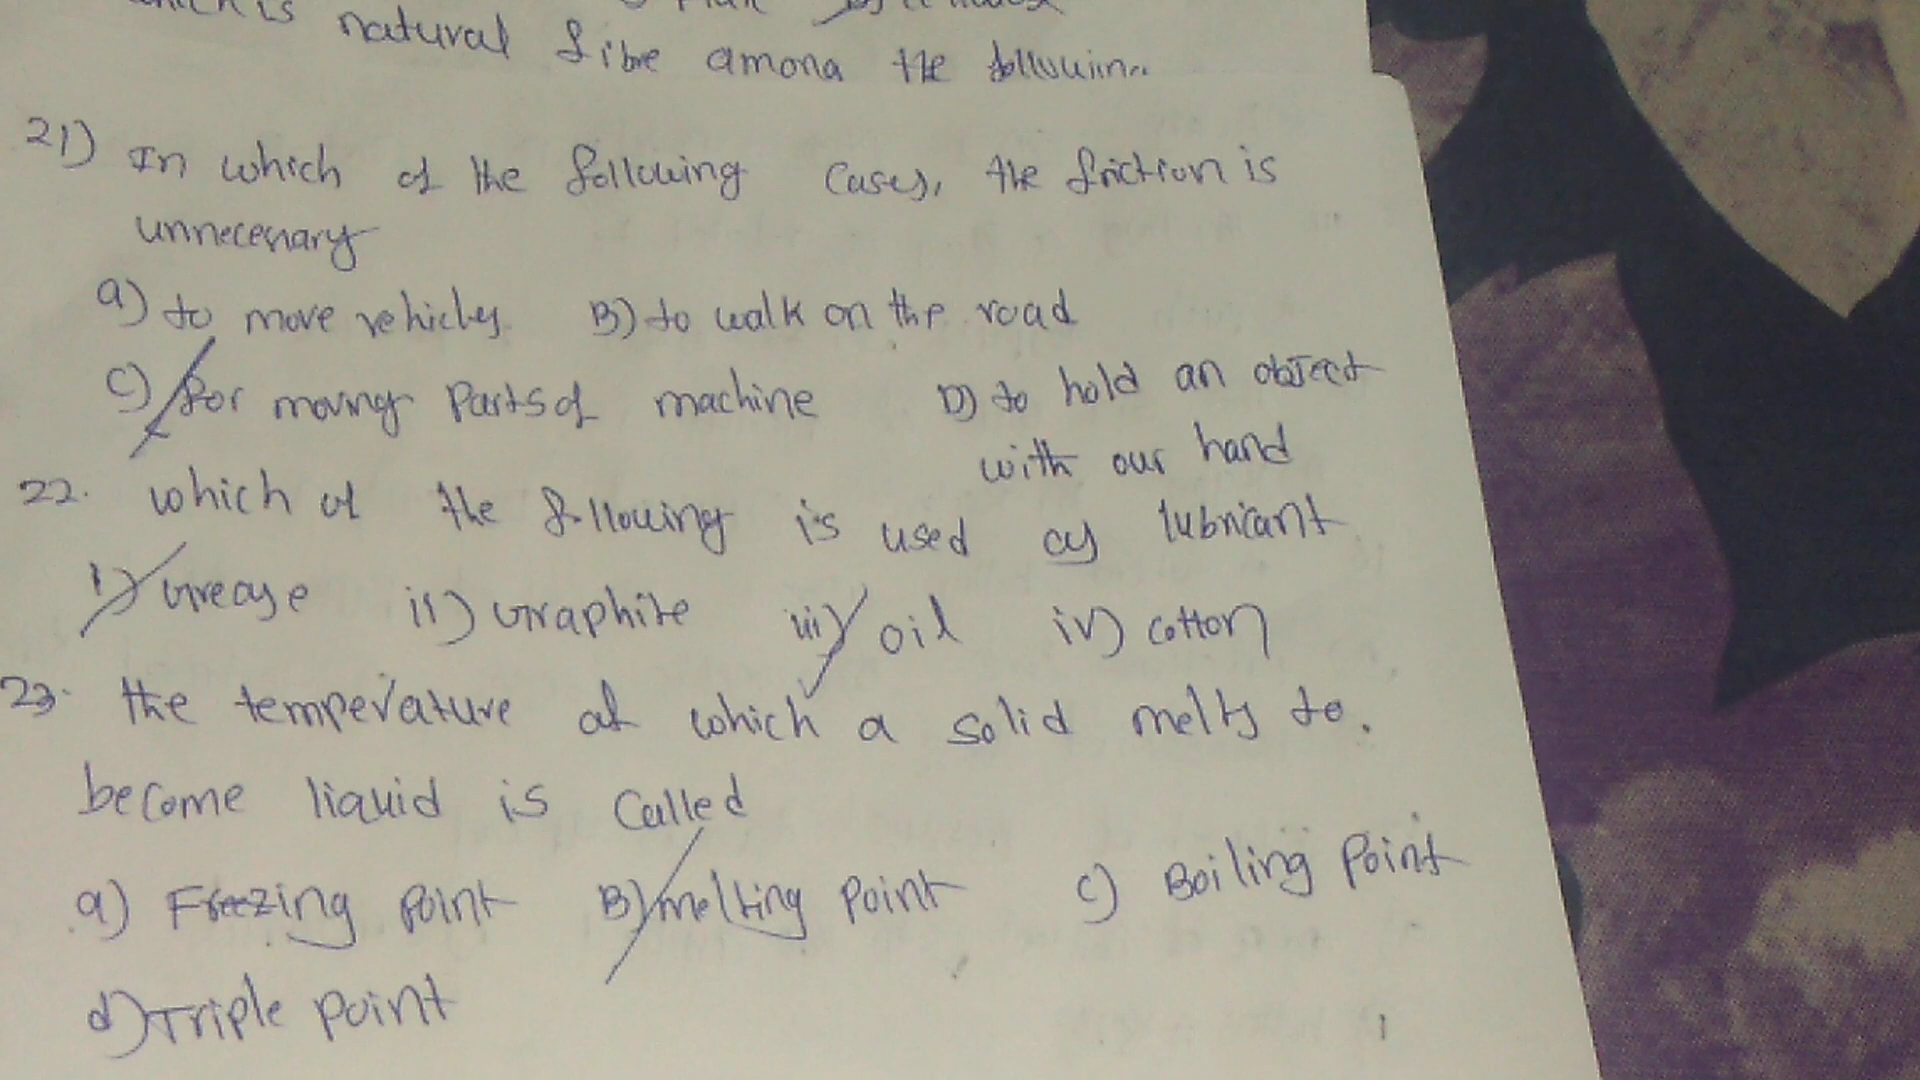 is
natural fibre among the
21) In which of the following cases, the friction is
unnecessary
a) to move vehicles B) to walk on the road
c) for moving parts of machine D) to hold an object
with our hand
22. which of the following is used as lubricant
i) Grease ii) Graphite iii) oil iv) cotton
23. the temperature at which a solid melts to.
become liquid is called
a) Freezing point B) melting point c) Boiling point
d) Triple point